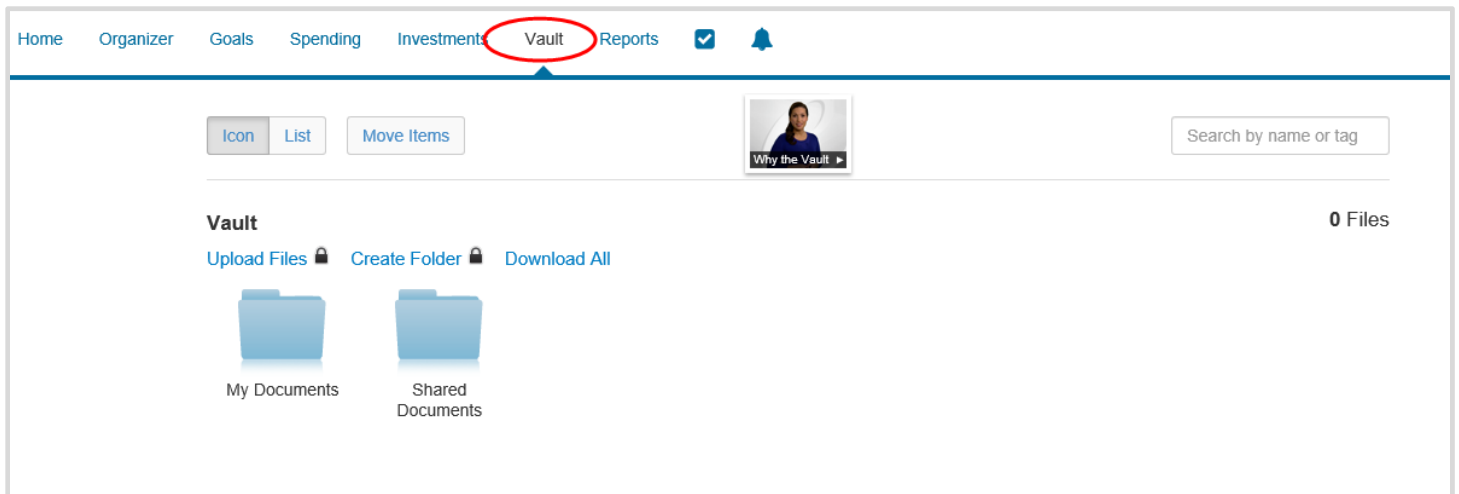 Home Organizer Goals Spending Investments Vault Reports
Icon List Move Items
Why the Vault
Search by name or tag
Vault
0 Files
Upload Files Create Folder Download All
My Documents
Shared
Documents